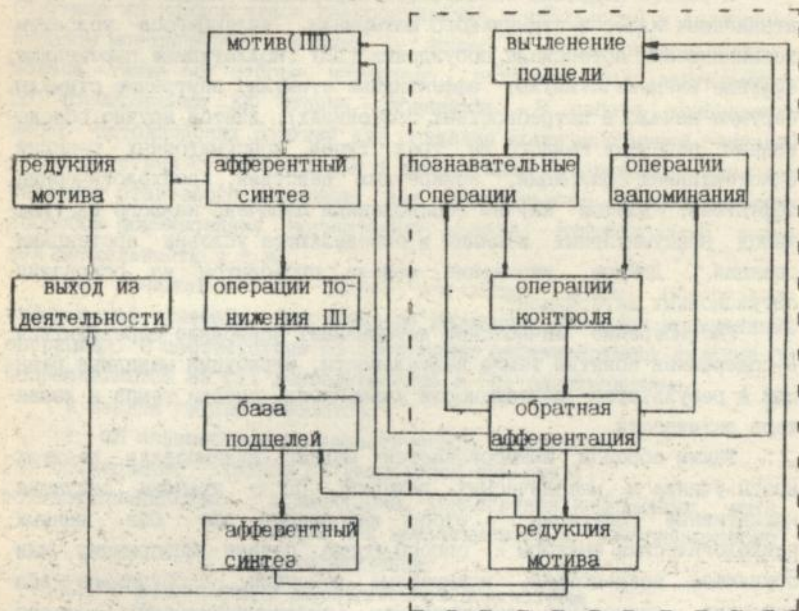 мотив(ПП)
вычленение
подцели
редукция
мотива
афферентный
синтез
познавательные
операции
операции
запоминания
выход из
деятельности
операции по-
нижения ПП
операции
контроля
база
подцелей
обратная
афферентация
афферентный
синтез
редукция
мотива